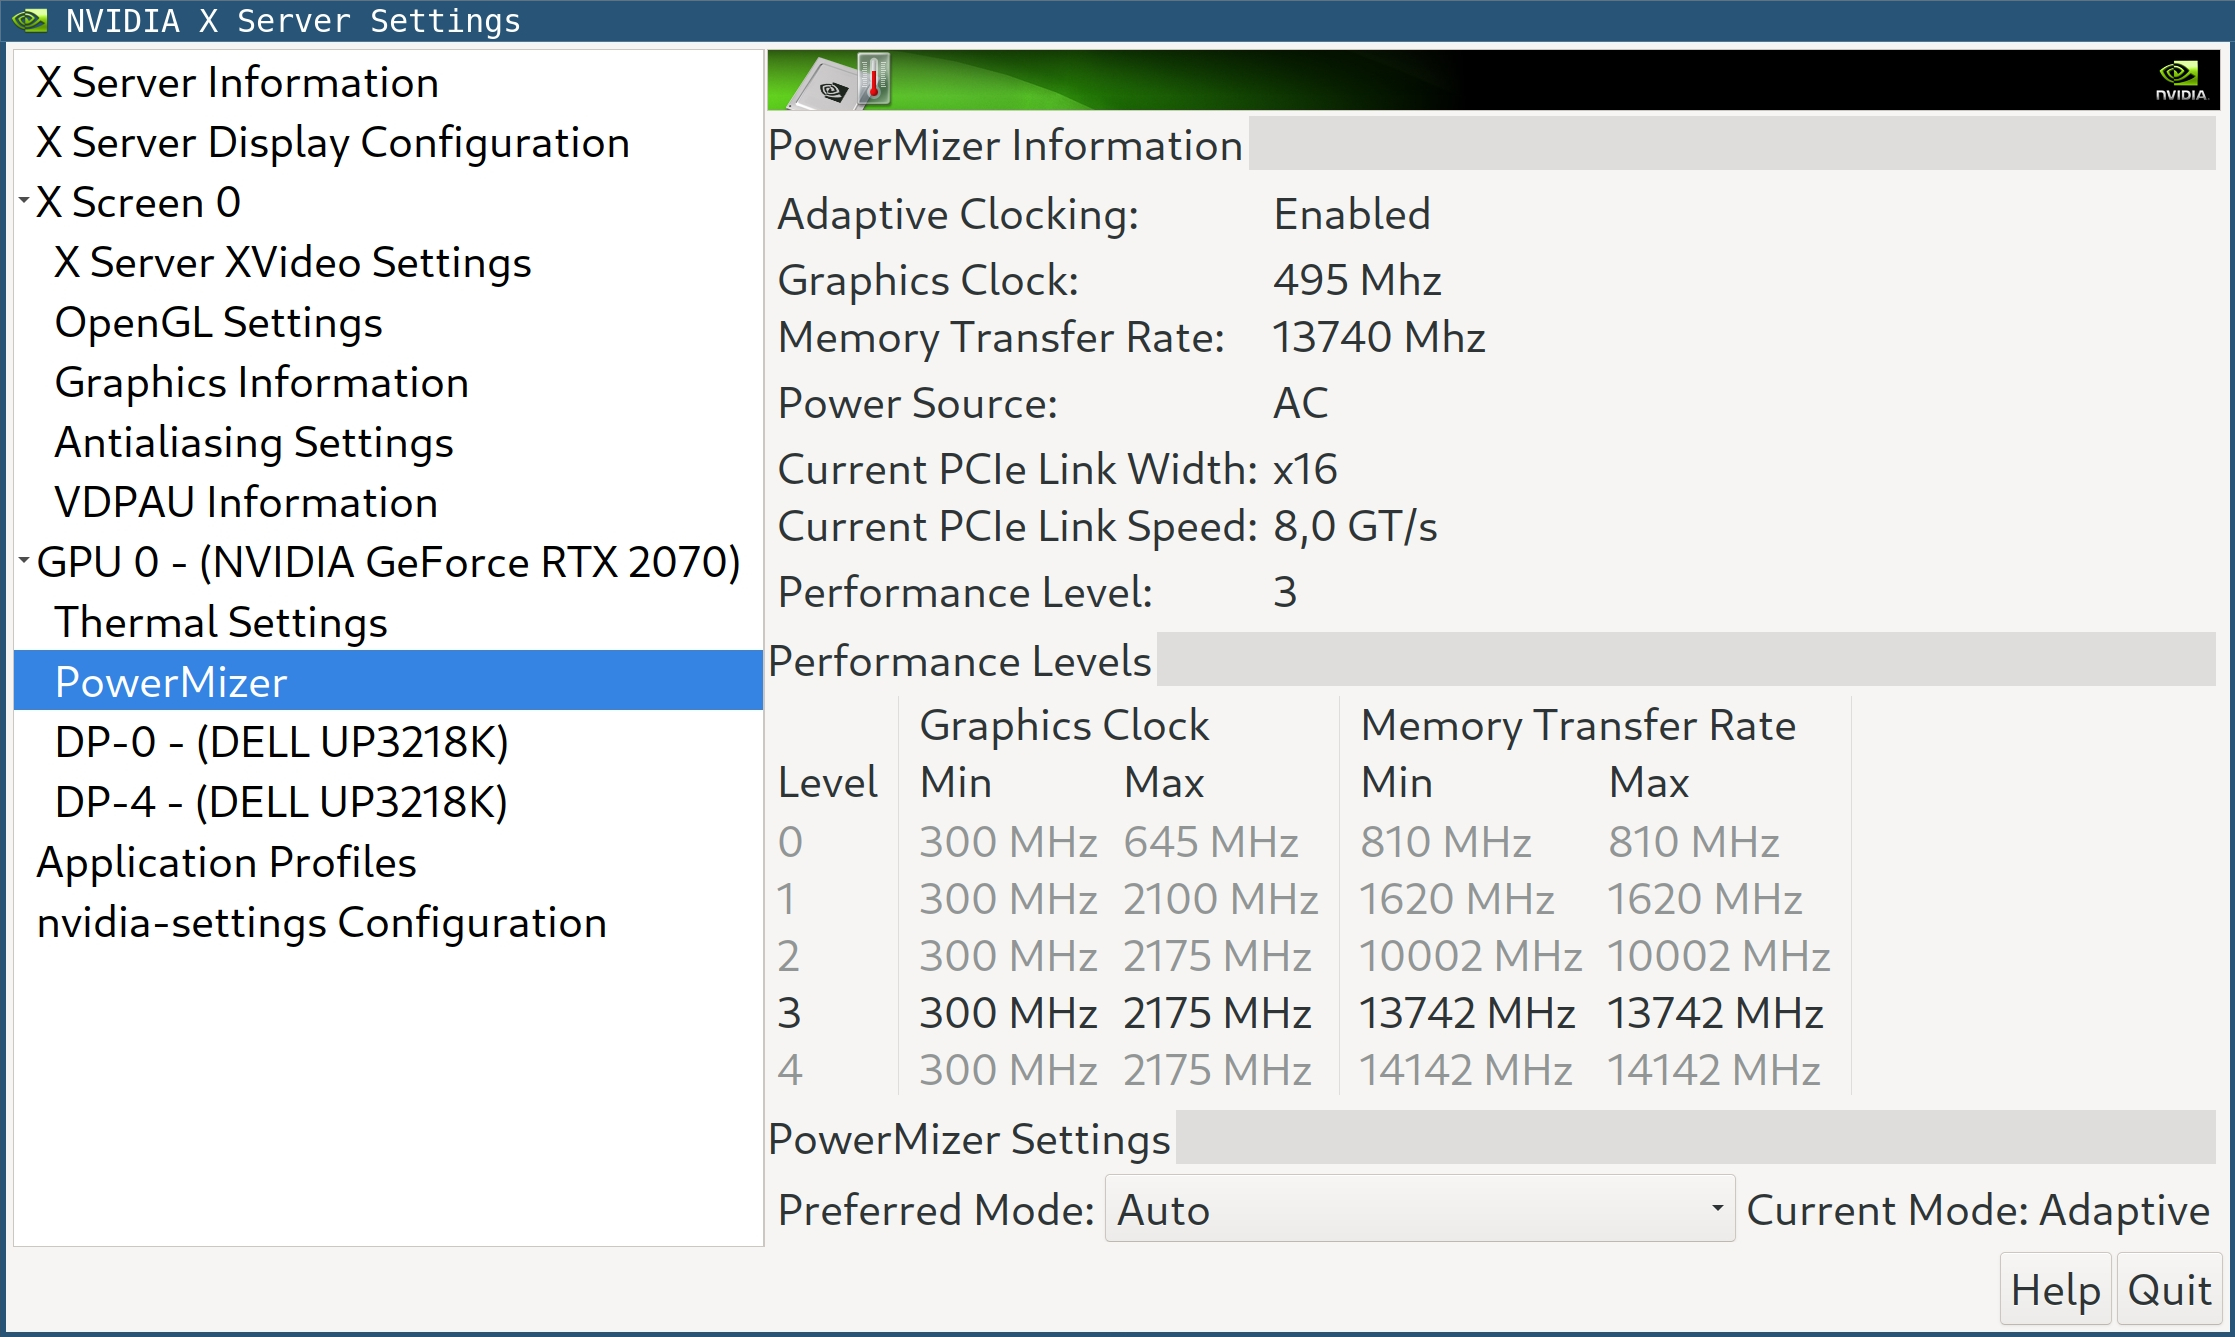 NVIDIA X Server Settings
X Server Information
X Server Display Configuration
X Screen 0
X Server XVideo Settings
OpenGL Settings
Graphics Information
Antialiasing Settings
VDPAU Information
GPU 0 - (NVIDIA GeForce RTX 2070)
Thermal Settings
PowerMizer
DP-0 - (DELL UP3218K)
DP-4 - (DELL UP3218K)
Application Profiles
nvidia-settings Configuration
NVIDIA.
PowerMizer Information
Adaptive Clocking: Enabled
Graphics Clock: 495 Mhz
Memory Transfer Rate: 13740 Mhz
Power Source: AC
Current PCIe Link Width: x16
Current PCIe Link Speed: 8,0 GT/s
Performance Level: 3
Performance Levels
Graphics Clock Memory Transfer Rate
Level Min Max Min Max
0 300 MHz 645 MHz 810 MHz 810 MHz
1 300 MHz 2100 MHz 1620 MHz 1620 MHz
2 300 MHz 2175 MHz 10002 MHz 10002 MHz
3 300 MHz 2175 MHz 13742 MHz 13742 MHz
4 300 MHz 2175 MHz 14142 MHz 14142 MHz
PowerMizer Settings
Preferred Mode: Auto Current Mode: Adaptive
Help Quit